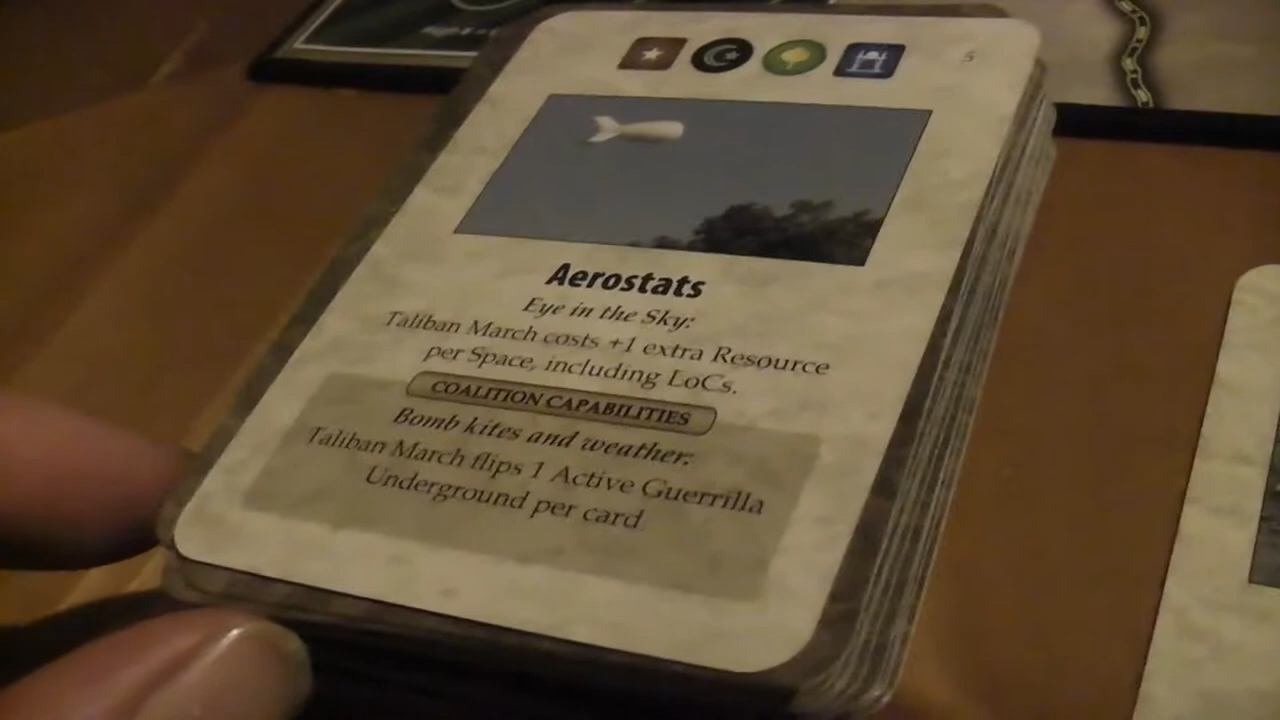 5
Aerostats
Eye in the Sky:
Taliban March costs +1 extra Resource
per Space, including LoCs.
COALITION CAPABILITIES
Bomb kites and weather:
Taliban March flips 1 Active Guerrilla
Underground per card.